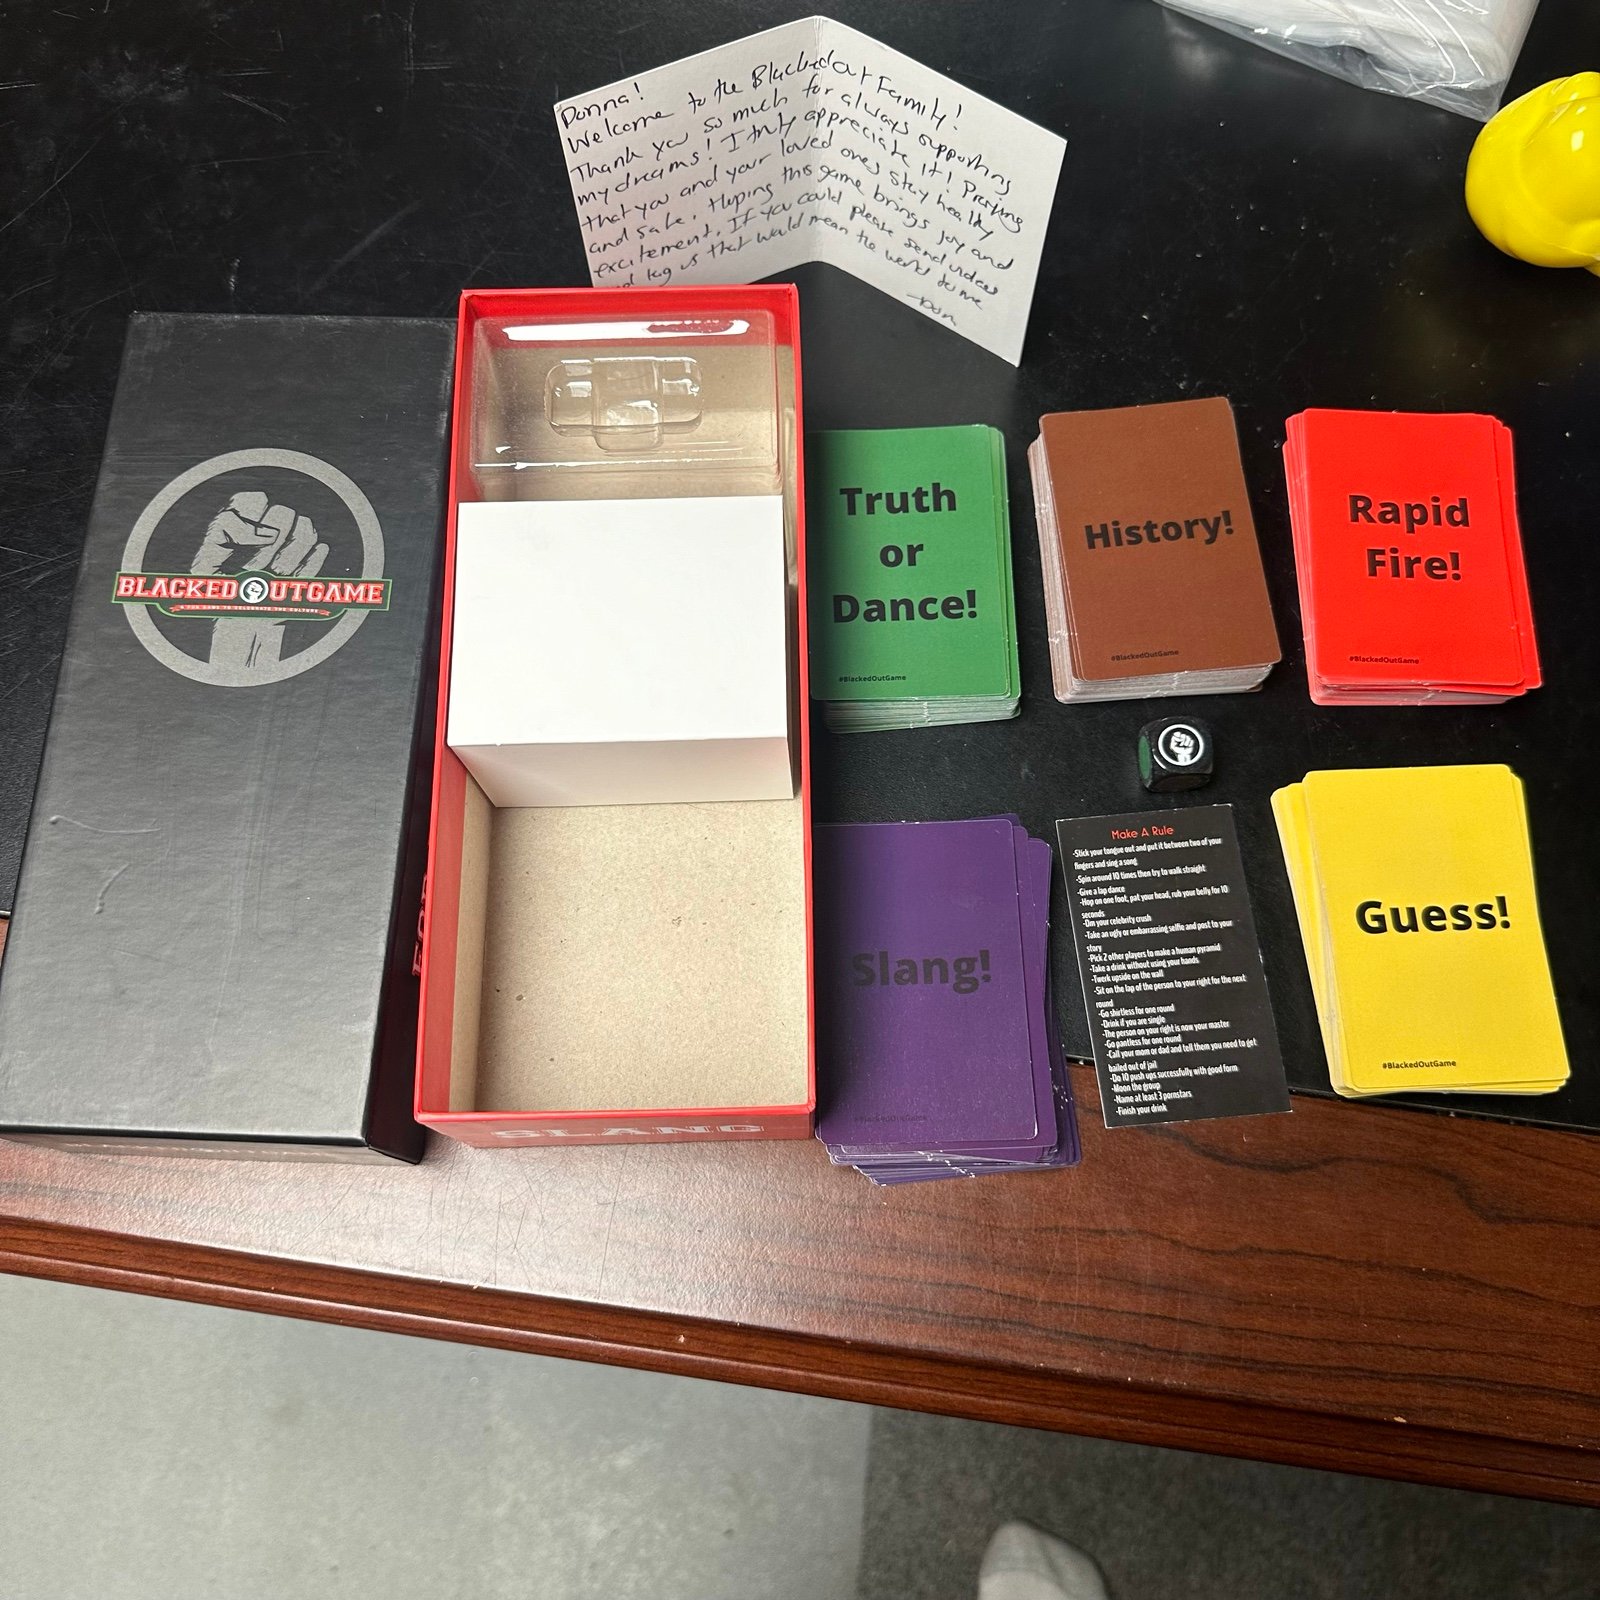 Donna!
Welcome to the Blackedout Family!
Thank you so much for always supporting
my dreams! I truly appreciate it! Praying
that you and your loved ones stay healthy
and safe. Hoping this game brings joy and
excitement. If you could please send videos
tag us that would mean the world to me
BLACKEDOUTGAME
A FUN GAME TO CELEBRATE THE CULTURE
SLANG
Truth
or
Dance!
#BlackedOutGame
History!
#BlackedOutGame
Rapid
Fire!
#BlackedOutGame
Slang!
#BlackedOutGame
Make A Rule
-Stick your tongue out and put it between two of your
fingers and sing a song
-Spin around 10 times then try to walk straight
-Give a lap dance
-Hop on one foot, pat your head, rub your belly for 10
seconds
-Dm your celebrity crush
-Take an ugly or embarrassing selfie and post to your
story
-Pick 2 other players to make a human pyramid
-Take a drink without using your hands
-Twerk upside on the wall
-Sit on the lap of the person to your right for the next
round
-Go shirtless for one round
-Drink if you are single
-The person on your right is now your master
-Go pantless for one round
-Call your mom or dad and tell them you need to get
bailed out of jail
-Do 10 push ups successfully with good form
-Moon the group
-Name at least 3 pornstars
-Finish your drink
Guess!
#BlackedOutGame